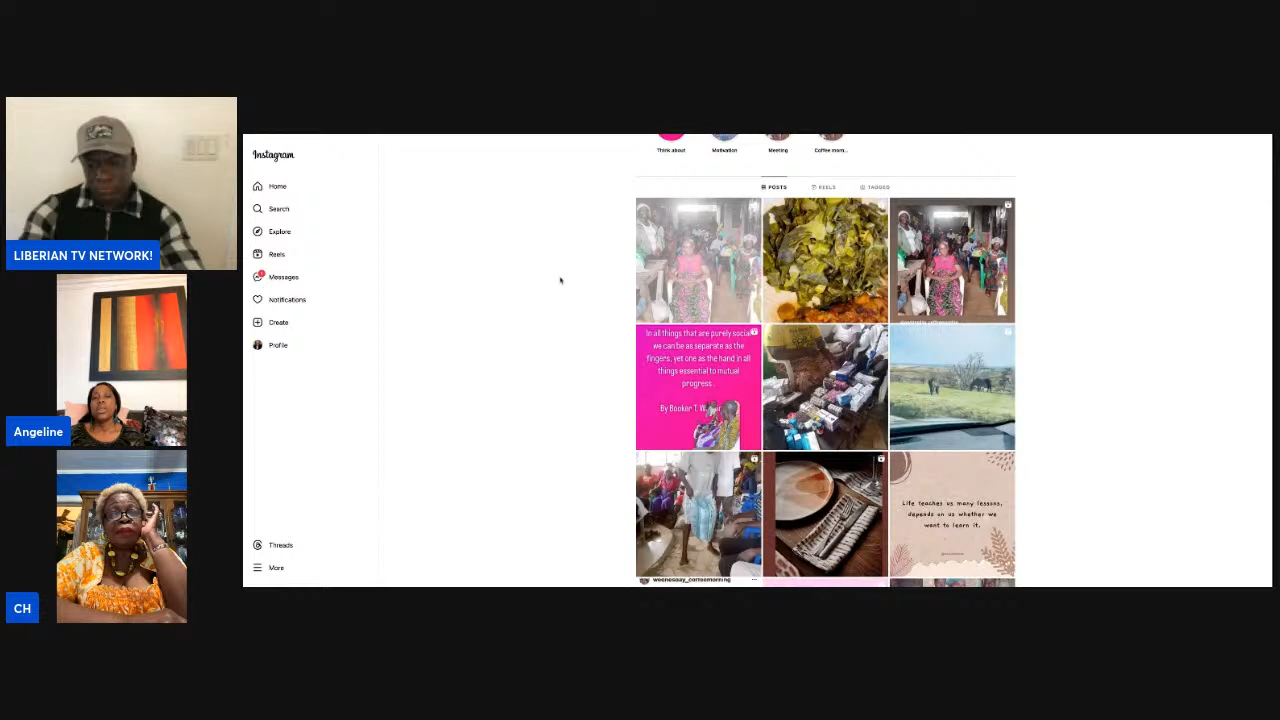 LIBERIAN TV NETWORK!
Angeline
CH
Instagram
Home
Search
Explore
Reels
Messages
Notifications
Create
Profile
Threads
More
Think about
Motivation
Meeting
Coffee morn...
POSTS
REELS
TAGGED
In all things that are purely social
we can be as separate as the
fingers, yet one as the hand in all
things essential to mutual
progress.
By Booker T.
Life teaches us many lessons,
depends on us whether we
want to learn it.
wednesday_coffeemorning